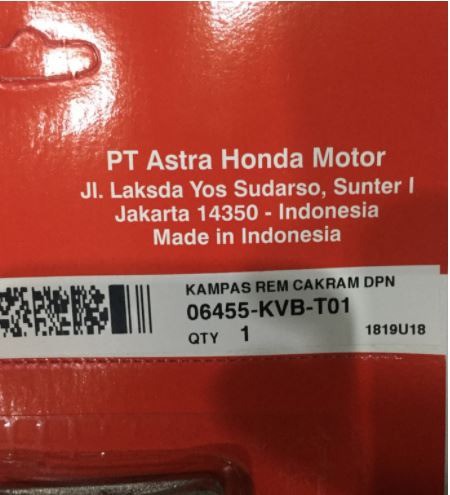 PT Astra Honda Motor
Jl. Laksda Yos Sudarso, Sunter I
Jakarta 14350 - Indonesia
Made in Indonesia
KAMPAS REM CAKRAM DPN
06455-KVB-T01
QTY 1 1819U18